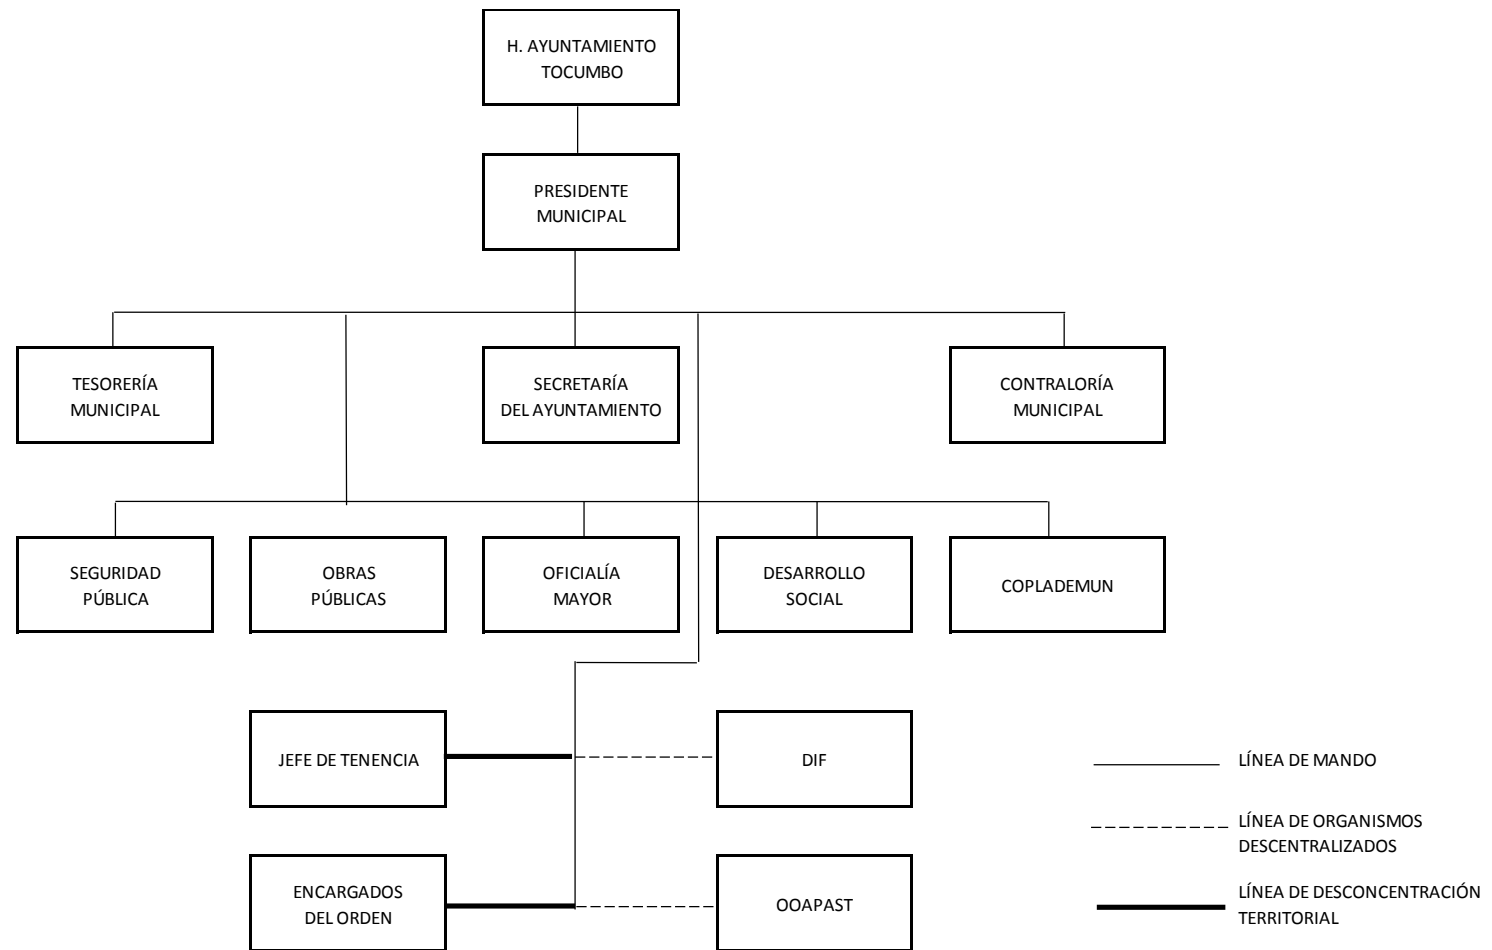 H. AYUNTAMIENTO
TOCUMBO
PRESIDENTE
MUNICIPAL
TESORERÍA
MUNICIPAL
SECRETARÍA
DEL AYUNTAMIENTO
CONTRALORÍA
MUNICIPAL
SEGURIDAD
PÚBLICA
OBRAS
PÚBLICAS
OFICIALÍA
MAYOR
DESARROLLO
SOCIAL
COPLADEMUN
JEFE DE TENENCIA
DIF
ENCARGADOS
DEL ORDEN
OOAPAST
LÍNEA DE MANDO
LÍNEA DE ORGANISMOS
DESCENTRALIZADOS
LÍNEA DE DESCONCENTRACIÓN
TERRITORIAL